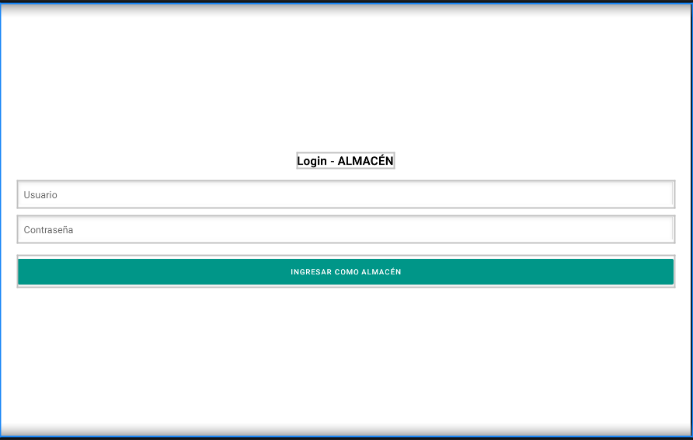 Login - ALMACÉN
Usuario
Contraseña
INGRESAR COMO ALMACÉN